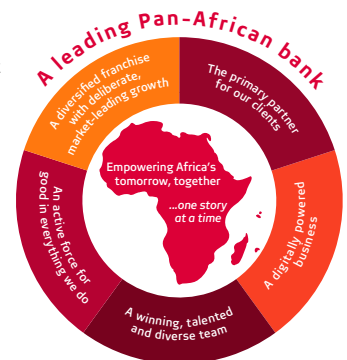 A leading Pan-African bank
A diversified franchise
with deliberate,
market-leading growth
The primary partner
for our clients
Empowering Africa's
tomorrow, together
...one story
at a time
An active force for
good in everything we do
A digitally powered
business
A winning, talented
and diverse team